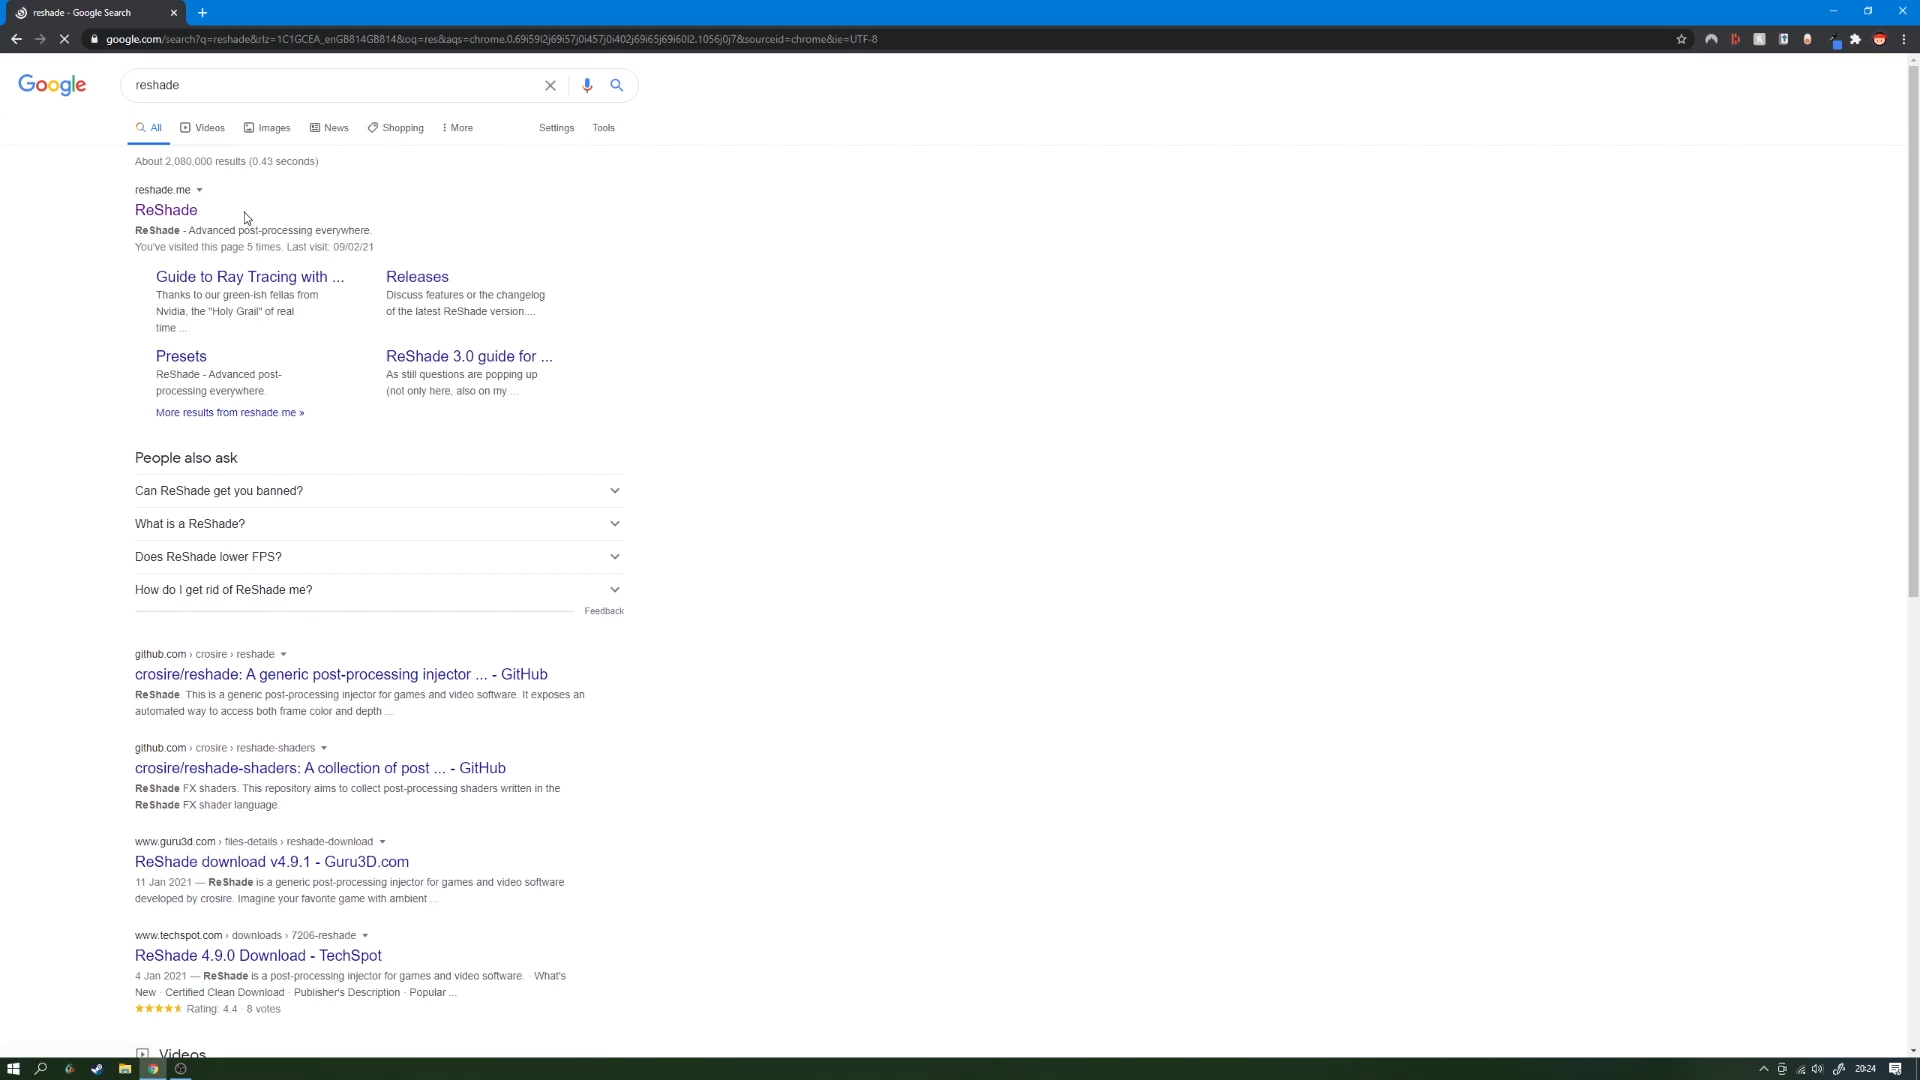 reshade - Google Search
google.com/search?q=reshade&rlz=1C1GCEA_enGB814GB814&oq=res&aqs=chrome.0.69i59l2j69i57j0i457j0i402j69i65j69i60l2.1056j0j7&sourceid=chrome&ie=UTF-8
Google
reshade
All Videos Images News Shopping More Settings Tools
About 2,080,000 results (0.43 seconds)
reshade.me
ReShade
ReShade - Advanced post-processing everywhere.
You've visited this page 5 times. Last visit: 09/02/21
Guide to Ray Tracing with ...
Thanks to our green-ish fellas from
Nvidia, the "Holy Grail" of real
time ...
Releases
Discuss features or the changelog
of the latest ReShade version....
Presets
ReShade - Advanced post-
processing everywhere.
ReShade 3.0 guide for ...
As still questions are popping up
(not only here, also on my ...
More results from reshade.me »
People also ask
Can ReShade get you banned?
What is a ReShade?
Does ReShade lower FPS?
How do I get rid of ReShade me?
Feedback
github.com › crosire › reshade
crosire/reshade: A generic post-processing injector ... - GitHub
ReShade. This is a generic post-processing injector for games and video software. It exposes an
automated way to access both frame color and depth ...
github.com › crosire › reshade-shaders
crosire/reshade-shaders: A collection of post ... - GitHub
ReShade FX shaders. This repository aims to collect post-processing shaders written in the
ReShade FX shader language.
www.guru3d.com › files-details › reshade-download
ReShade download v4.9.1 - Guru3D.com
11 Jan 2021 — ReShade is a generic post-processing injector for games and video software
developed by crosire. Imagine your favorite game with ambient ...
www.techspot.com › downloads › 7206-reshade
ReShade 4.9.0 Download - TechSpot
4 Jan 2021 — ReShade is a post-processing injector for games and video software. · What's
New · Certified Clean Download · Publisher's Description · Popular ...
Rating: 4.4 · 8 votes
Videos
20:24